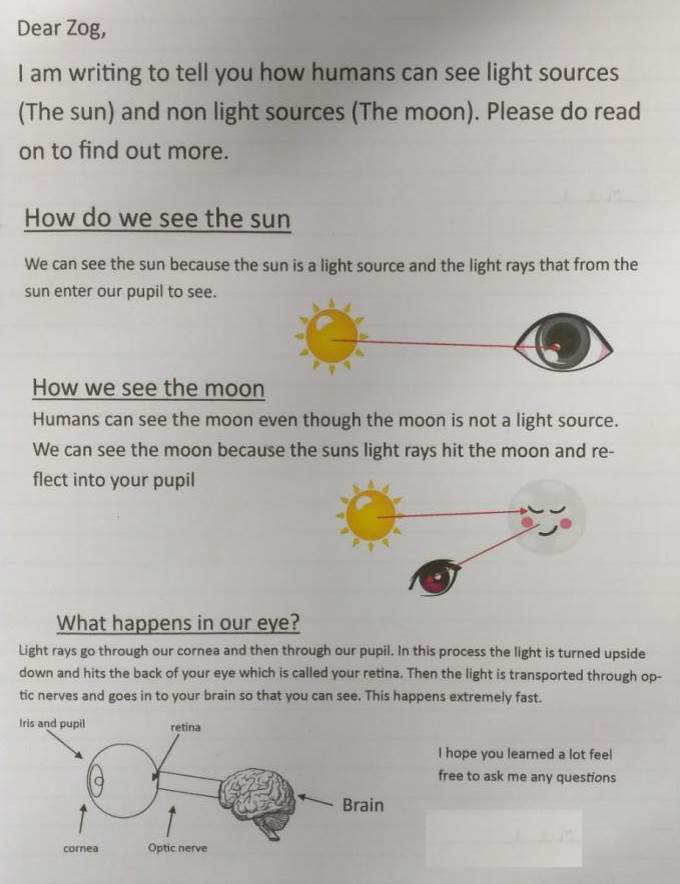 Dear Zog,
I am writing to tell you how humans can see light sources
(The sun) and non light sources (The moon). Please do read
on to find out more.
How do we see the sun
We can see the sun because the sun is a light source and the light rays that from the
sun enter our pupil to see.
How we see the moon
Humans can see the moon even though the moon is not a light source.
We can see the moon because the suns light rays hit the moon and re-
flect into your pupil
What happens in our eye?
Light rays go through our cornea and then through our pupil. In this process the light is turned upside
down and hits the back of your eye which is called your retina. Then the light is transported through op-
tic nerves and goes in to your brain so that you can see. This happens extremely fast.
Iris and pupil
retina
I hope you learned a lot feel
free to ask me any questions
Brain
cornea
Optic nerve